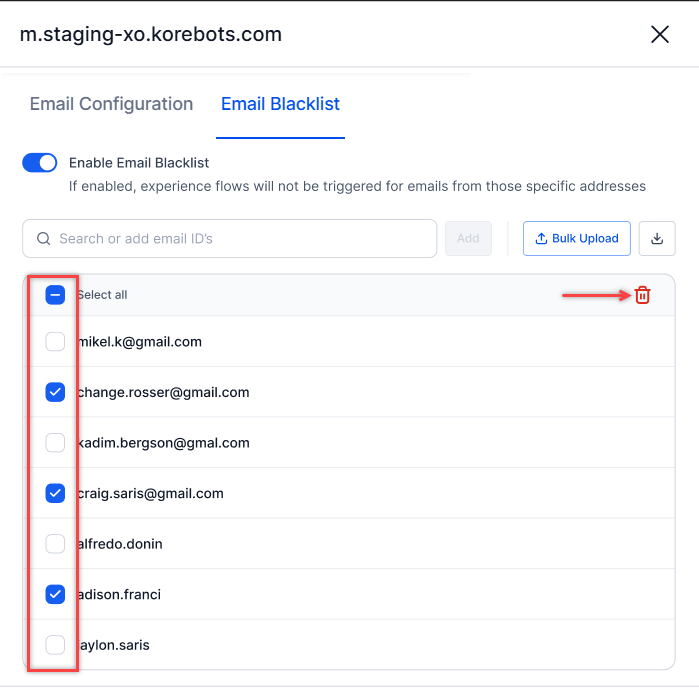 m.staging-xo.korebots.com
Email Configuration Email Blacklist
Enable Email Blacklist
If enabled, experience flows will not be triggered for emails from those specific addresses
Search or add email ID's Add Bulk Upload
Select all
mikel.k@gmail.com
change.rosser@gmail.com
kadim.bergson@gmal.com
craig.saris@gmail.com
alfredo.donin
adison.franci
aylon.saris